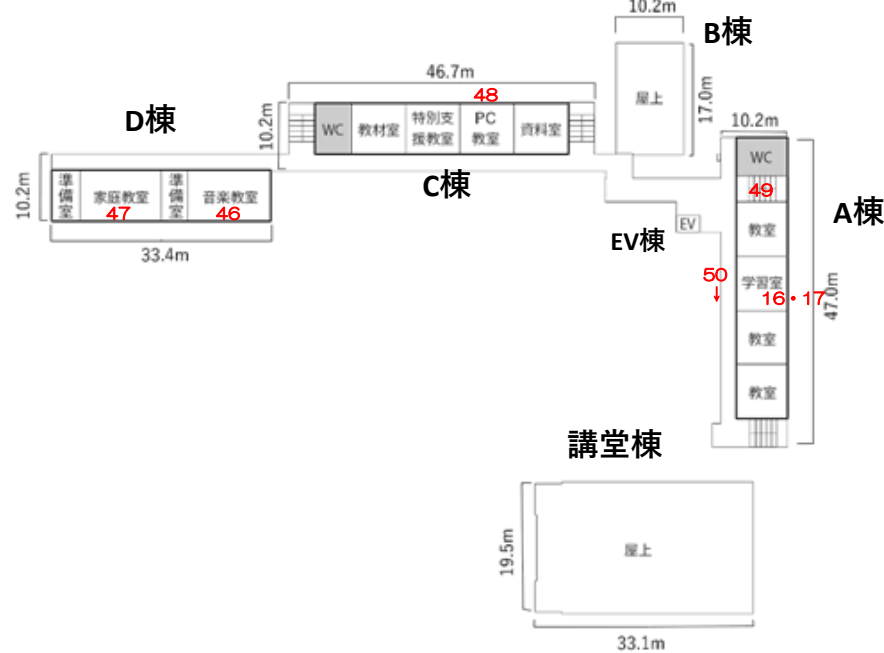 10.2m
B棟
46.7m
48
屋上
17.0m
D棟
10.2m
WC
教材室
特別支
援教室
PC
教室
資料室
10.2m
WC
10.2m
準備室
家庭教室
47
準備室
音楽教室
46
C棟
49
A棟
EV
EV棟
教室
33.4m
50
↓
学習室
16・17
47.0m
教室
教室
講堂棟
19.5m
屋上
33.1m